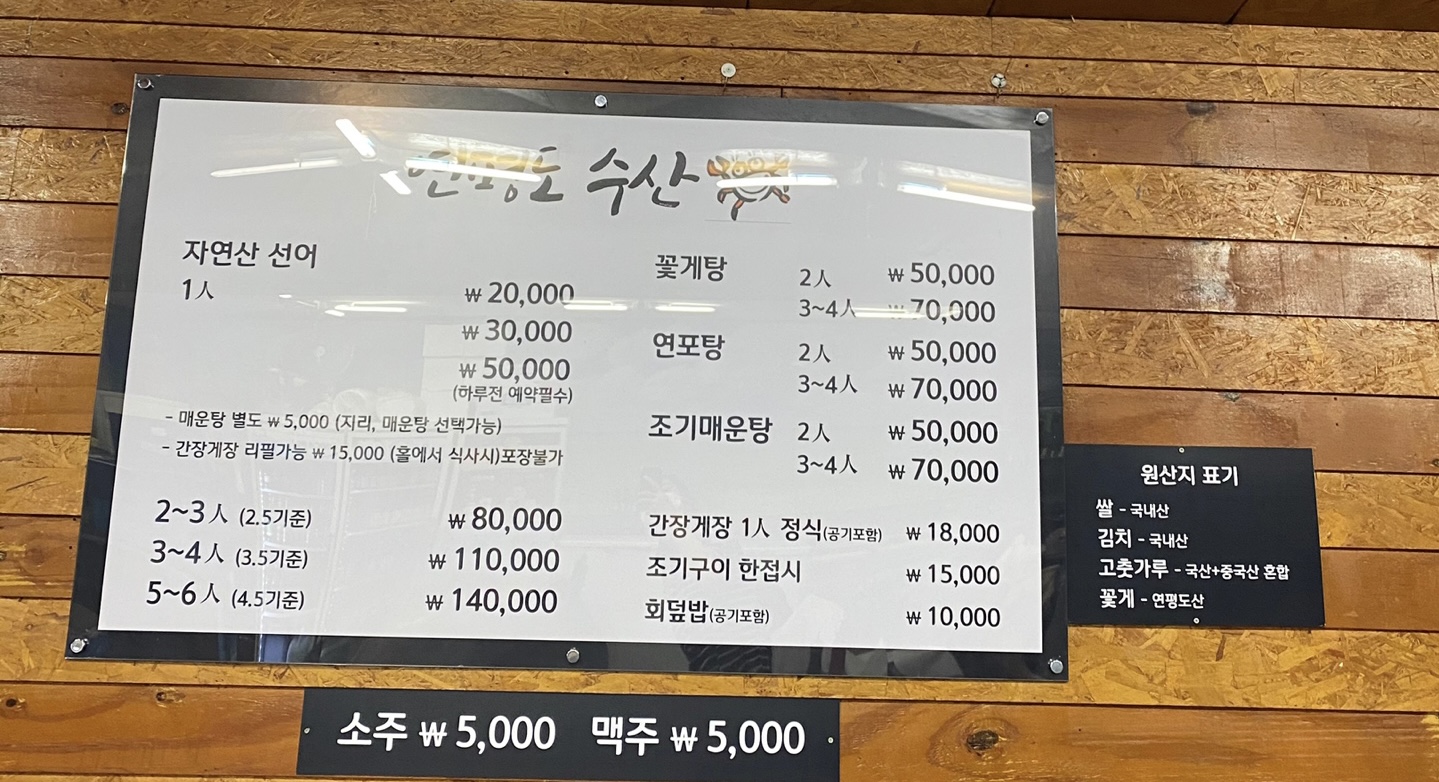 수산
자연산 선어
1人 ₩ 20,000
₩ 30,000
₩ 50,000
(하루전 예약필수)
- 매운탕 별도 ₩ 5,000 (지리, 매운탕 선택가능)
- 간장게장 리필가능 ₩ 15,000 (홀에서 식사시)포장불가
2~3人 (2.5기준) ₩ 80,000
3~4人 (3.5기준) ₩ 110,000
5~6人 (4.5기준) ₩ 140,000
꽃게탕 2人 ₩ 50,000
3~4人 ₩ 70,000
연포탕 2人 ₩ 50,000
3~4人 ₩ 70,000
조기매운탕 2人 ₩ 50,000
3~4人 ₩ 70,000
간장게장 1人 정식(공기포함) ₩ 18,000
조기구이 한접시 ₩ 15,000
회덮밥(공기포함) ₩ 10,000
원산지 표기
쌀 - 국내산
김치 - 국내산
고춧가루 - 국산+중국산 혼합
꽃게 - 연평도산
소주 ₩ 5,000 맥주 ₩ 5,000